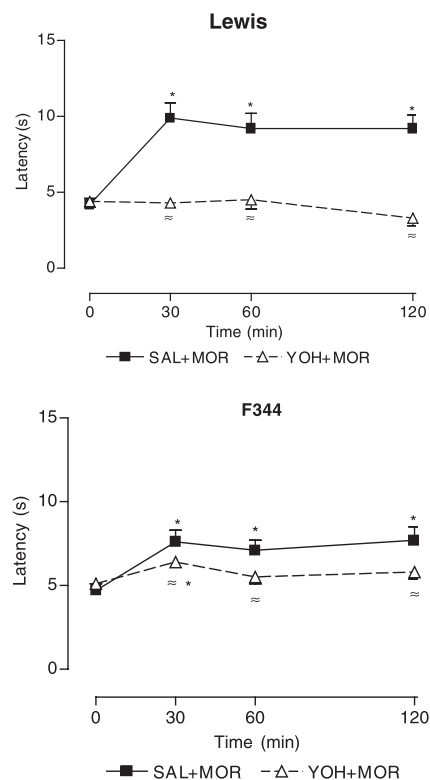 Lewis
15
*
*
*
10
Latency (s)
5
≈
≈
≈
0
0 30 60 120
Time (min)
SAL+MOR YOH+MOR
F344
15
10
*
*
*
Latency (s)
5
≈ *
≈
≈
0
0 30 60 120
Time (min)
SAL+MOR YOH+MOR